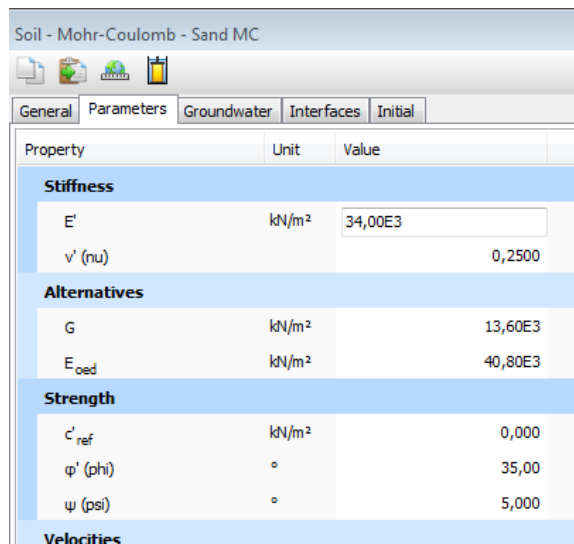 Soil - Mohr-Coulomb - Sand MC
General Parameters Groundwater Interfaces Initial
Property Unit Value
Stiffness
E' kN/m² 34,00E3
ν' (nu) 0,2500
Alternatives
G kN/m² 13,60E3
E oed kN/m² 40,80E3
Strength
c' ref kN/m² 0,000
φ' (phi) ° 35,00
ψ (psi) ° 5,000
Velocities